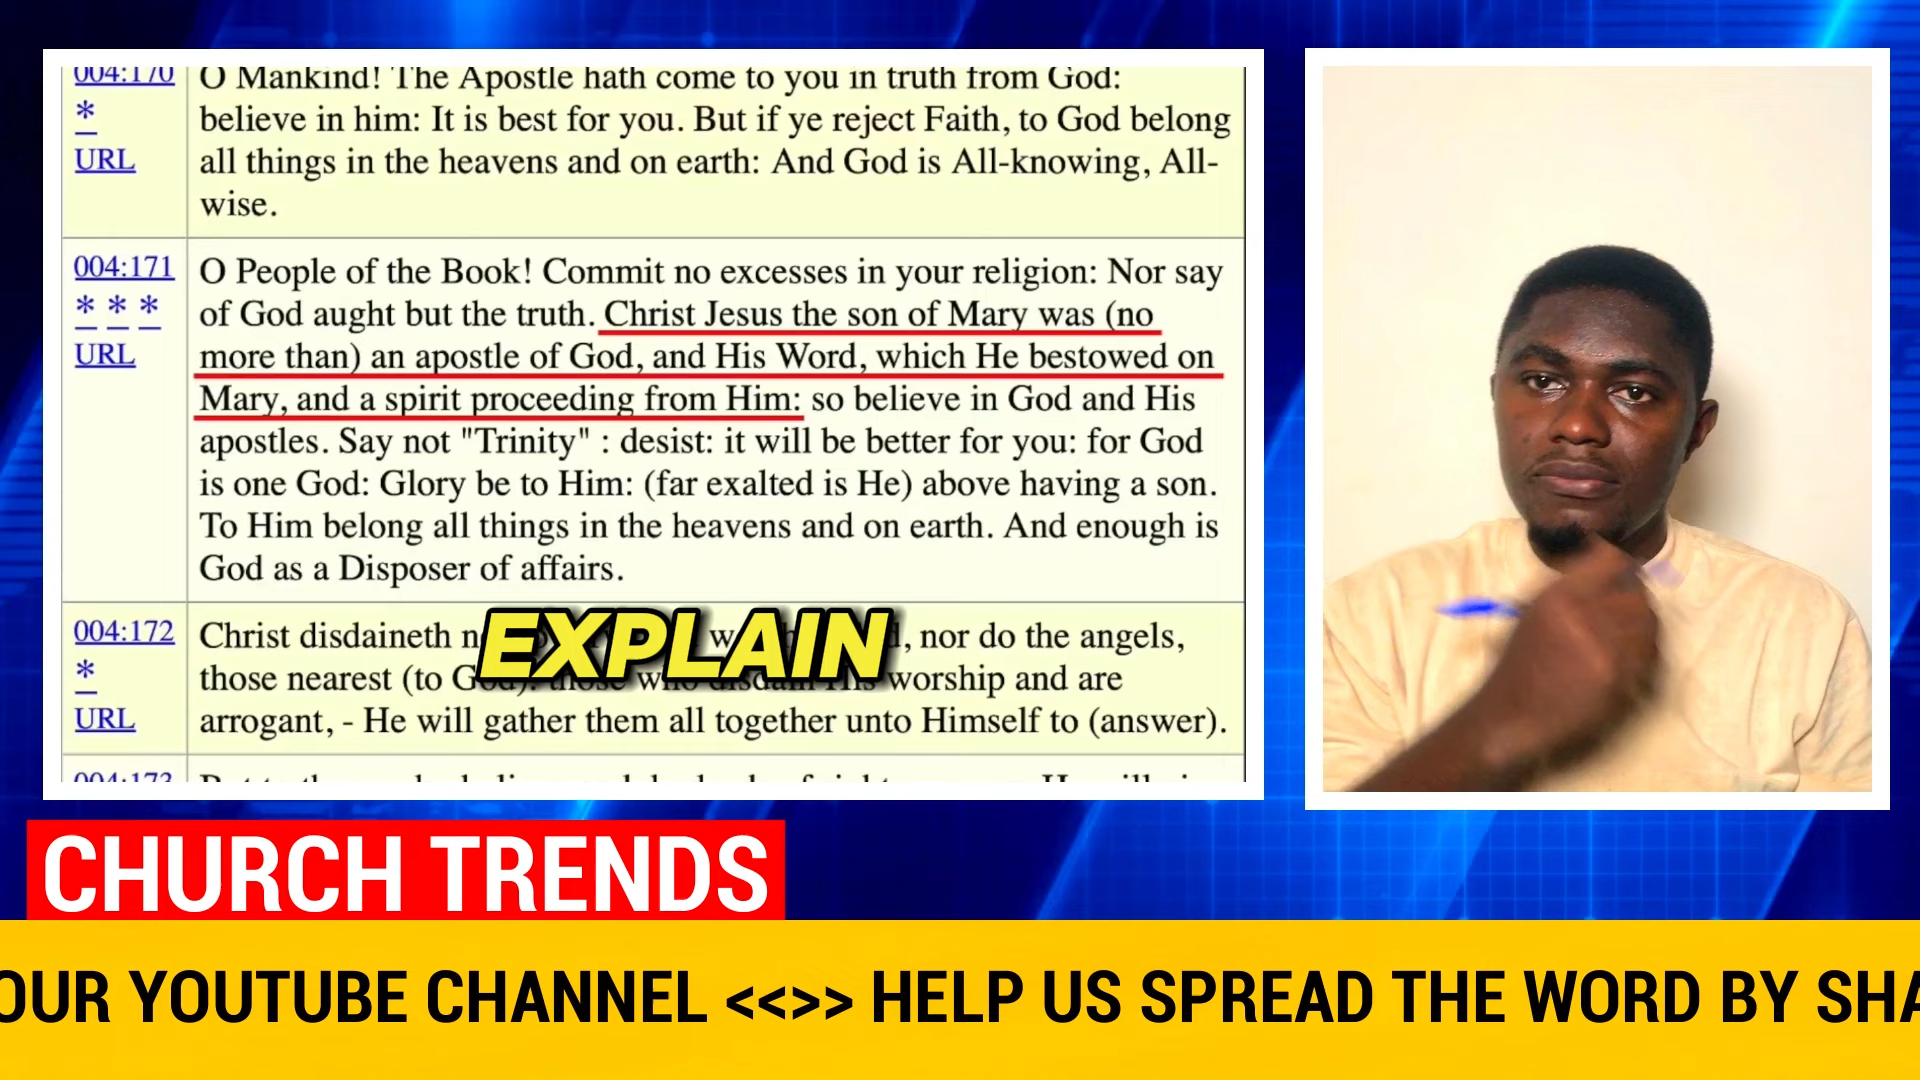 004:170
*
URL
O Mankind! The Apostle hath come to you in truth from God:
believe in him: It is best for you. But if ye reject Faith, to God belong
all things in the heavens and on earth: And God is All-knowing, All-
wise.
004:171
* * *
URL
O People of the Book! Commit no excesses in your religion: Nor say
of God aught but the truth. Christ Jesus the son of Mary was (no
more than) an apostle of God, and His Word, which He bestowed on
Mary, and a spirit proceeding from Him: so believe in God and His
apostles. Say not "Trinity" : desist: it will be better for you: for God
is one God: Glory be to Him: (far exalted is He) above having a son.
To Him belong all things in the heavens and on earth. And enough is
God as a Disposer of affairs.
004:172
*
URL
Christ disdaineth nor do the angels,
those nearest (to God): those who disdain His worship and are
arrogant, - He will gather them all together unto Himself to (answer).
EXPLAIN
004:173
CHURCH TRENDS
OUR YOUTUBE CHANNEL <<>> HELP US SPREAD THE WORD BY SHA